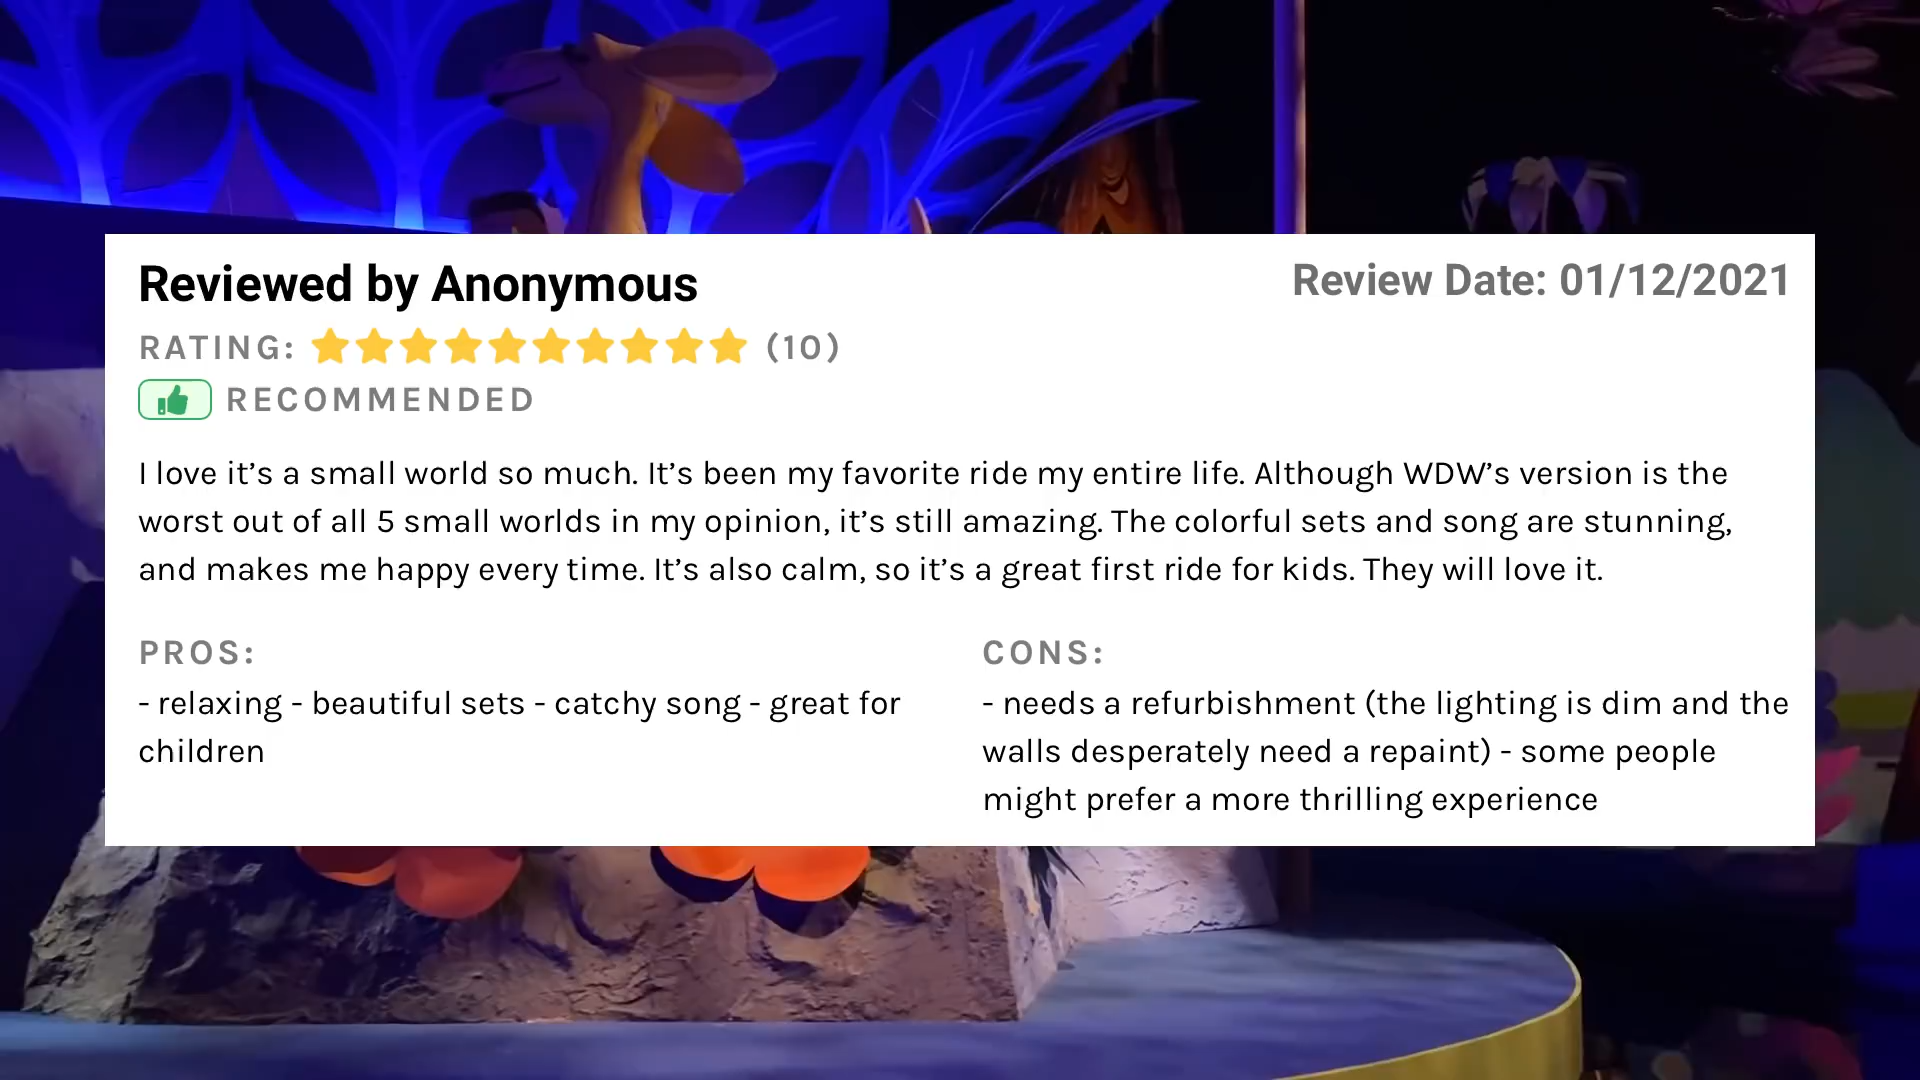 Reviewed by Anonymous
Review Date: 01/12/2021
RATING: (10)
RECOMMENDED
I love it’s a small world so much. It’s been my favorite ride my entire life. Although WDW’s version is the
worst out of all 5 small worlds in my opinion, it’s still amazing. The colorful sets and song are stunning,
and makes me happy every time. It’s also calm, so it’s a great first ride for kids. They will love it.
PROS:
- relaxing - beautiful sets - catchy song - great for
children
CONS:
- needs a refurbishment (the lighting is dim and the
walls desperately need a repaint) - some people
might prefer a more thrilling experience